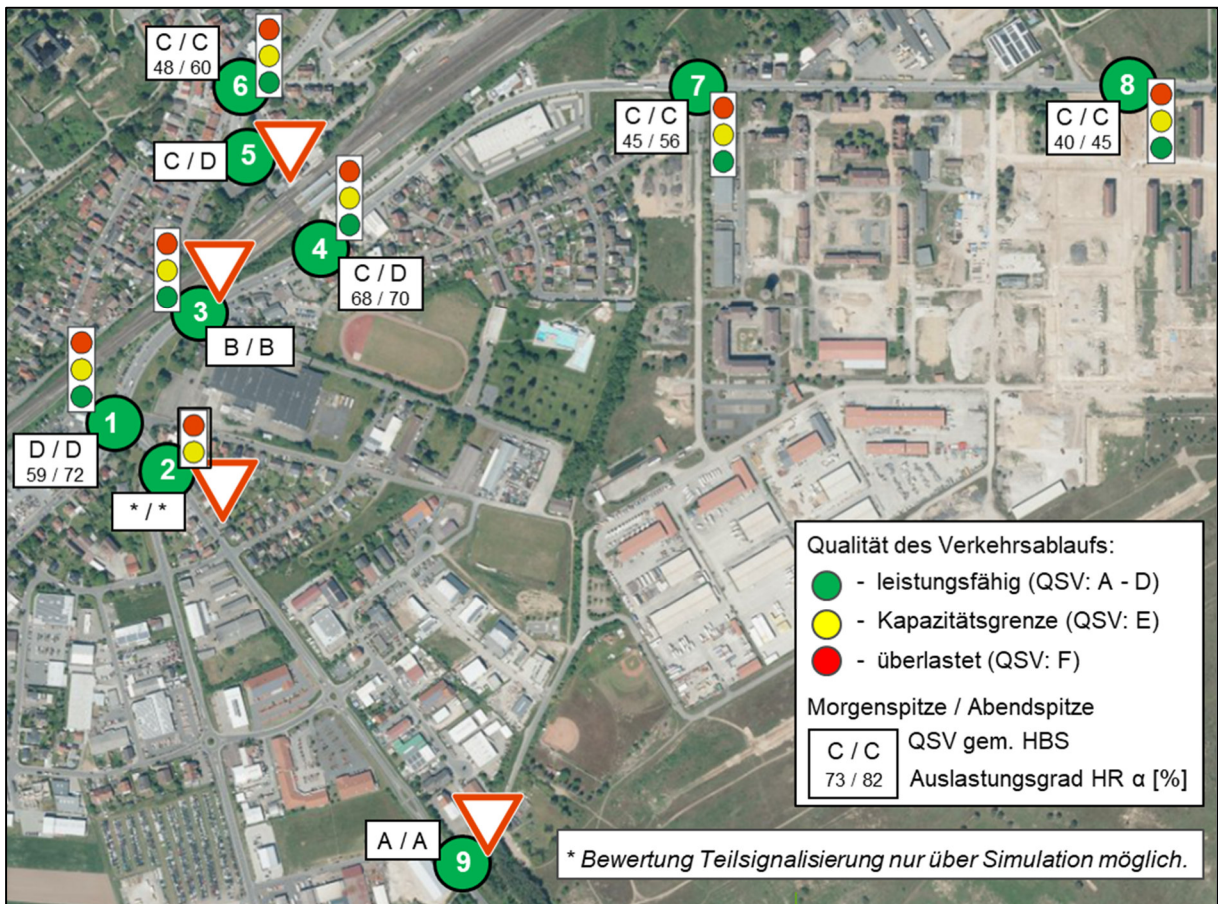 C / C
48 / 60
6
5
C / D
7
C / C
45 / 56
8
C / C
40 / 45
4
C / D
68 / 70
3
B / B
1
D / D
59 / 72
2
* / *
9
A / A
Qualität des Verkehrsablaufs:
- leistungsfähig (QSV: A - D)
- Kapazitätsgrenze (QSV: E)
- überlastet (QSV: F)
Morgenspitze / Abendspitze
C / C QSV gem. HBS
73 / 82 Auslastungsgrad HR α [%]
* Bewertung Teilsignalisierung nur über Simulation möglich.